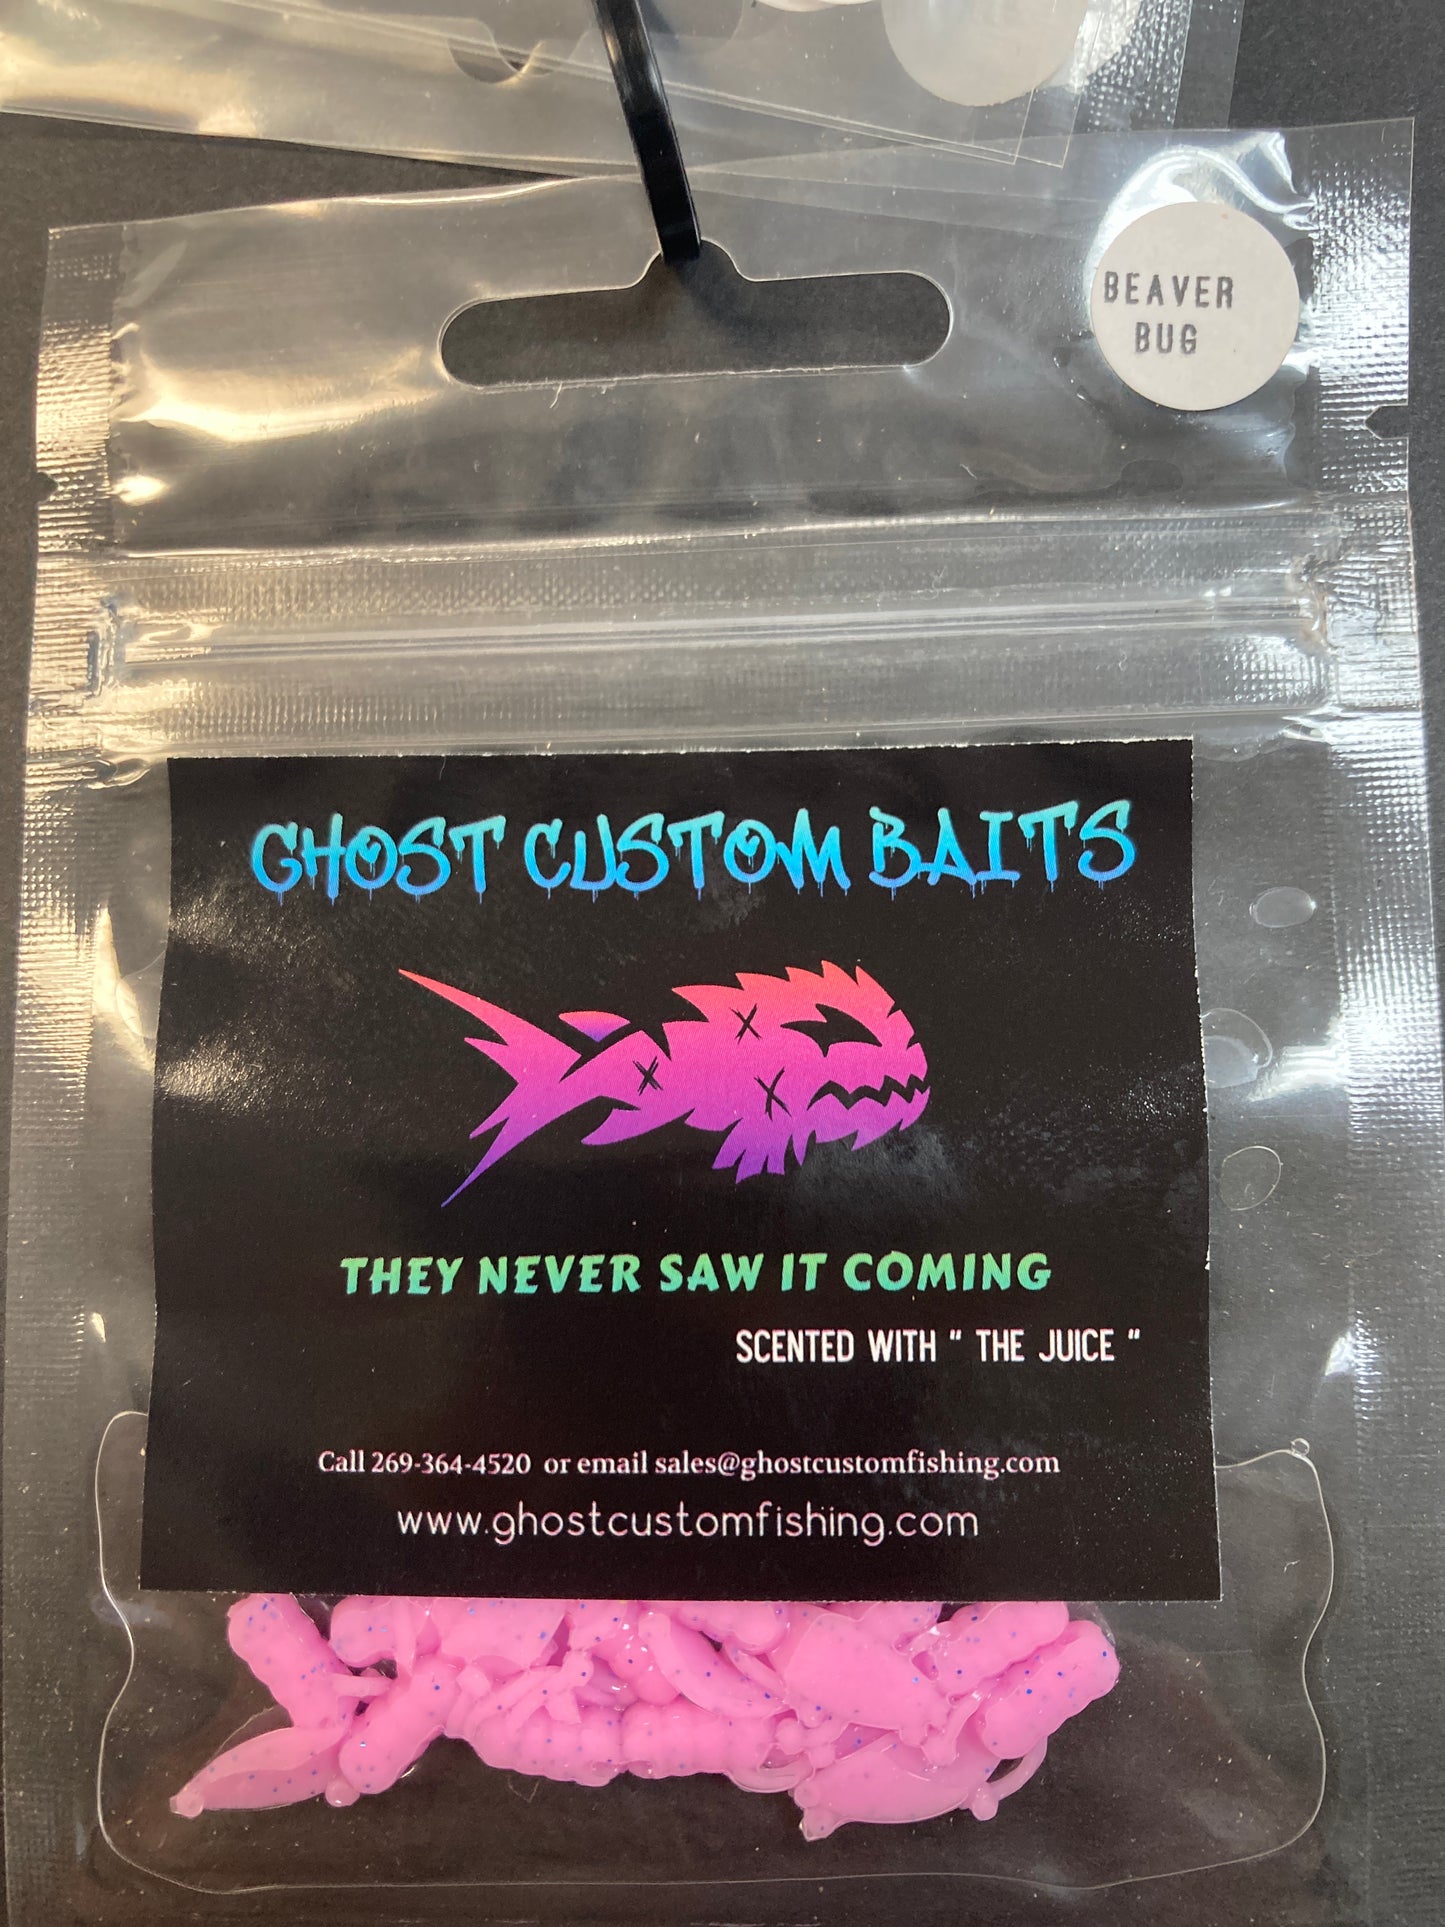 BEAVER
BUG
GHOST CUSTOM BAITS
THEY NEVER SAW IT COMING
SCENTED WITH " THE JUICE "
Call 269-364-4520 or email sales@ghostcustomfishing.com
www.ghostcustomfishing.com